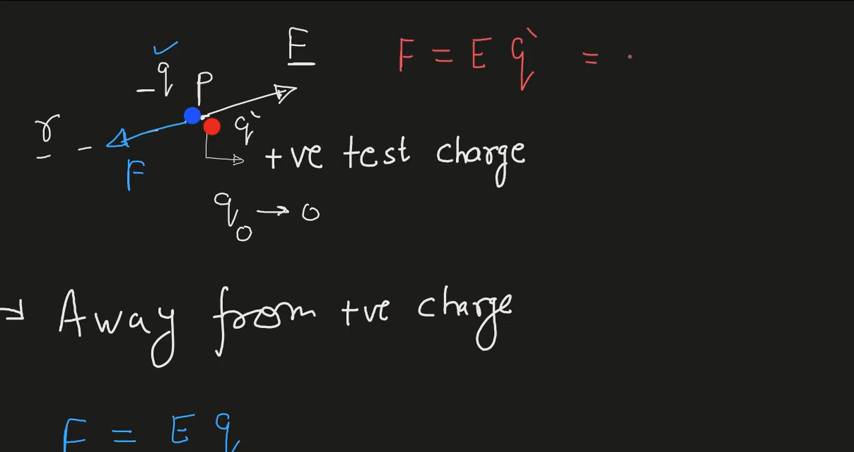 E F = E q` =
-q P
r q`
F +ve test charge
q₀ → 0
Away from +ve charge
F = E q